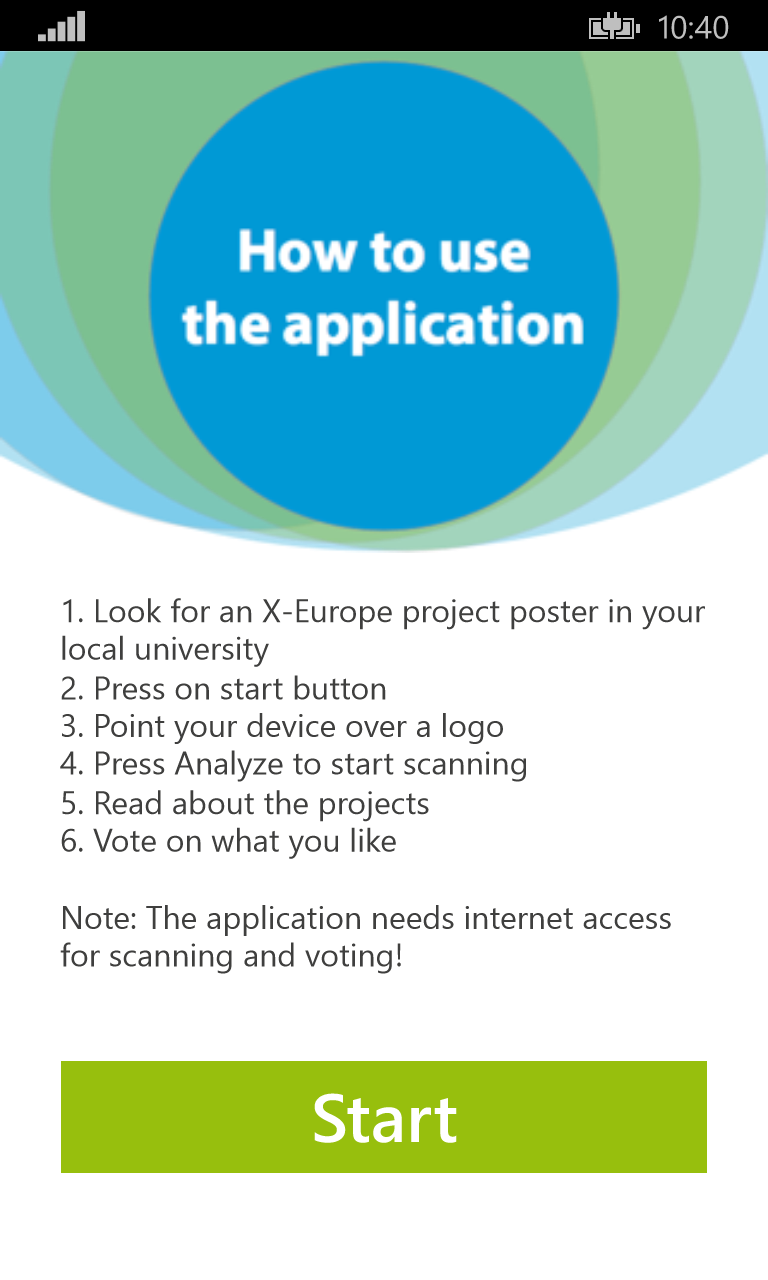 10:40
How to use
the application
1. Look for an X-Europe project poster in your
local university
2. Press on start button
3. Point your device over a logo
4. Press Analyze to start scanning
5. Read about the projects
6. Vote on what you like
Note: The application needs internet access
for scanning and voting!
Start